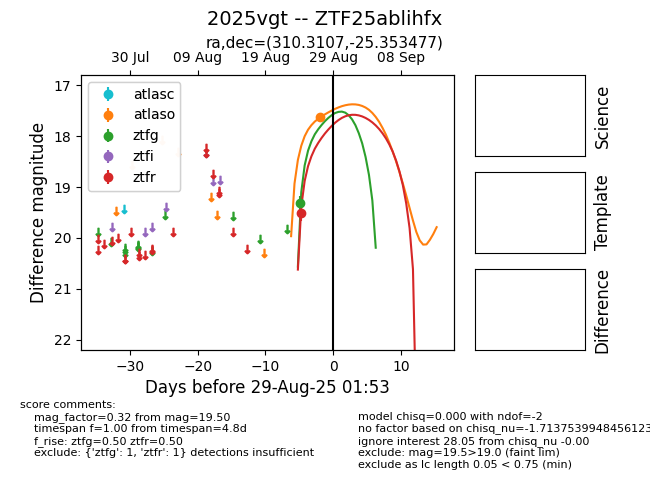 2025vgt -- ZTF25ablihfx
ra,dec=(310.3107,-25.353477)
30 Jul 09 Aug 19 Aug 29 Aug 08 Sep
17
18
19
20
21
22
Difference magnitude
atlasc
atlaso
ztfg
ztfi
ztfr
−30 −20 −10 0 10
Days before 29-Aug-25 01:53
Science
Template
Difference
score comments:
mag_factor=0.32 from mag=19.50
timespan f=1.00 from timespan=4.8d
f_rise: ztfg=0.50 ztfr=0.50
exclude: {'ztfg': 1, 'ztfr': 1} detections insufficient
model chisq=0.000 with ndof=-2
no factor based on chisq_nu=-1.7137539948456123
ignore interest 28.05 from chisq_nu -0.00
exclude: mag=19.5>19.0 (faint lim)
exclude as lc length 0.05 < 0.75 (min)